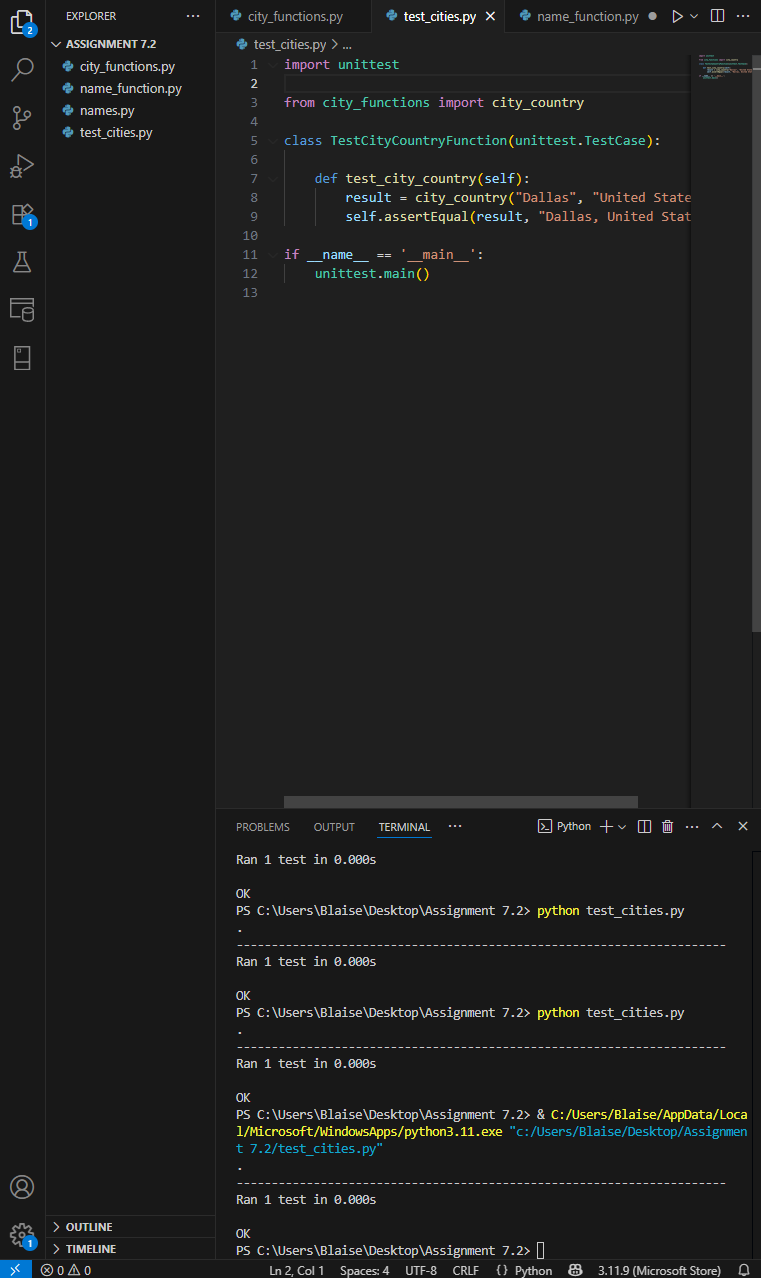 EXPLORER
ASSIGNMENT 7.2
city_functions.py
name_function.py
names.py
test_cities.py
city_functions.py test_cities.py name_function.py
test_cities.py > ...
1 import unittest
2
3 from city_functions import city_country
4
5 class TestCityCountryFunction(unittest.TestCase):
6
7 def test_city_country(self):
8 result = city_country("Dallas", "United State
9 self.assertEqual(result, "Dallas, United Stat
10
11 if __name__ == '__main__':
12 unittest.main()
13
PROBLEMS OUTPUT TERMINAL ... Python
Ran 1 test in 0.000s
OK
PS C:\Users\Blaise\Desktop\Assignment 7.2> python test_cities.py
.
----------------------------------------------------------------------
Ran 1 test in 0.000s
OK
PS C:\Users\Blaise\Desktop\Assignment 7.2> python test_cities.py
.
----------------------------------------------------------------------
Ran 1 test in 0.000s
OK
PS C:\Users\Blaise\Desktop\Assignment 7.2> & C:/Users/Blaise/AppData/Loca
l/Microsoft/WindowsApps/python3.11.exe "c:/Users/Blaise/Desktop/Assignmen
t 7.2/test_cities.py"
.
----------------------------------------------------------------------
Ran 1 test in 0.000s
OK
PS C:\Users\Blaise\Desktop\Assignment 7.2>
2
1
1
OUTLINE
TIMELINE
0 0 Ln 2, Col 1 Spaces: 4 UTF-8 CRLF {} Python 3.11.9 (Microsoft Store)